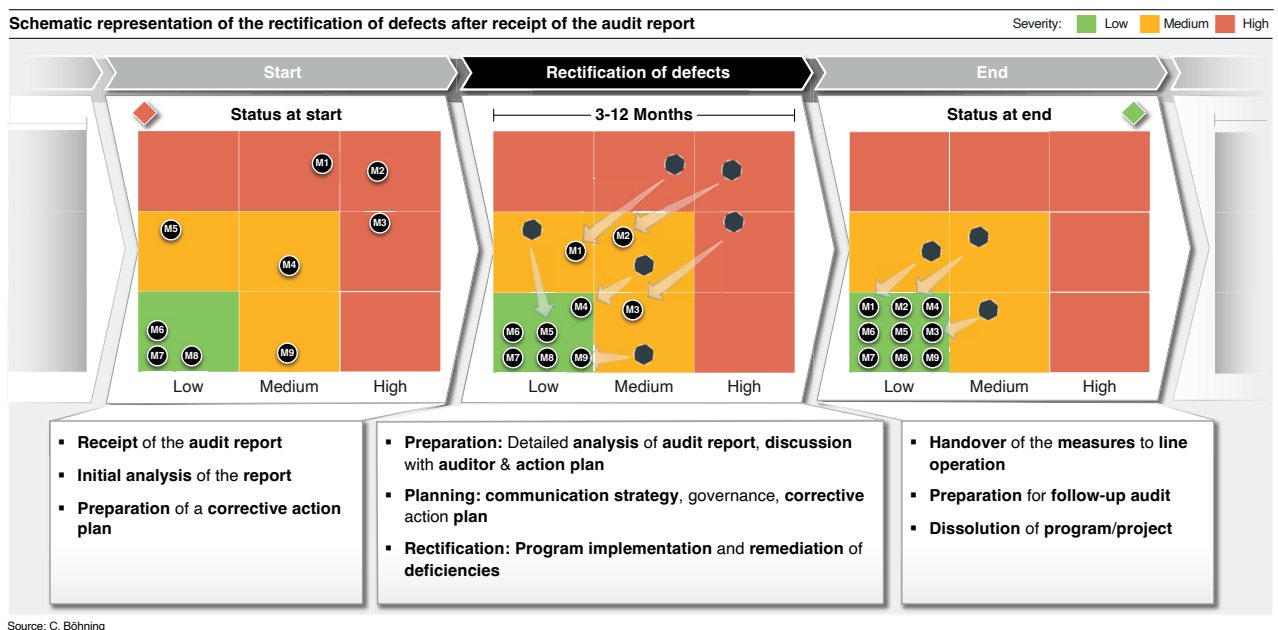 Schematic representation of the rectification of defects after receipt of the audit report
Severity: Low Medium High
Start
Rectification of defects
End
Status at start
3-12 Months
Status at end
M1
M2
M5
M3
M4
M6
M7 M8
M9
Low Medium High
M2
M1
M4
M3
M6 M5
M7 M8 M9
Low Medium High
M1 M2 M4
M6 M5 M3
M7 M8 M9
Low Medium High
▪ Receipt of the audit report
▪ Initial analysis of the report
▪ Preparation of a corrective action
plan
▪ Preparation: Detailed analysis of audit report, discussion
with auditor & action plan
▪ Planning: communication strategy, governance, corrective
action plan
▪ Rectification: Program implementation and remediation of
deficiencies
▪ Handover of the measures to line
operation
▪ Preparation for follow-up audit
▪ Dissolution of program/project
Source: C. Böhning